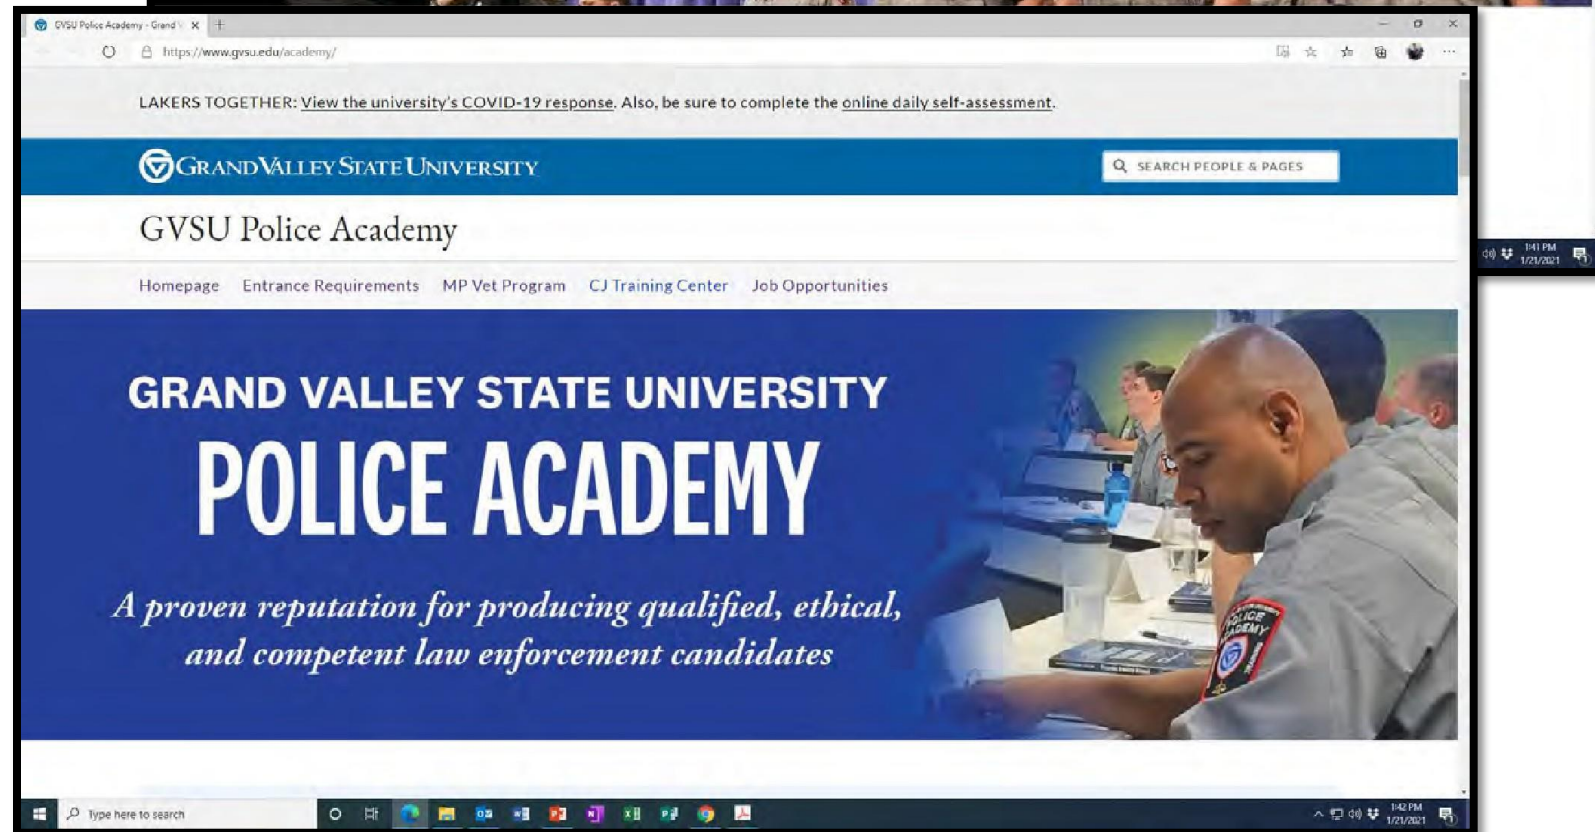 GVSU Police Academy - Grand V
https://www.gvsu.edu/academy/
LAKERS TOGETHER: View the university's COVID-19 response. Also, be sure to complete the online daily self-assessment.
GRAND VALLEY STATE UNIVERSITY
SEARCH PEOPLE & PAGES
GVSU Police Academy
1:41 PM
1/21/2021
Homepage Entrance Requirements MP Vet Program CJ Training Center Job Opportunities
GRAND VALLEY STATE UNIVERSITY
POLICE ACADEMY
A proven reputation for producing qualified, ethical,
and competent law enforcement candidates
POLICE
ACADEMY
Type here to search
1:42 PM
1/21/2021